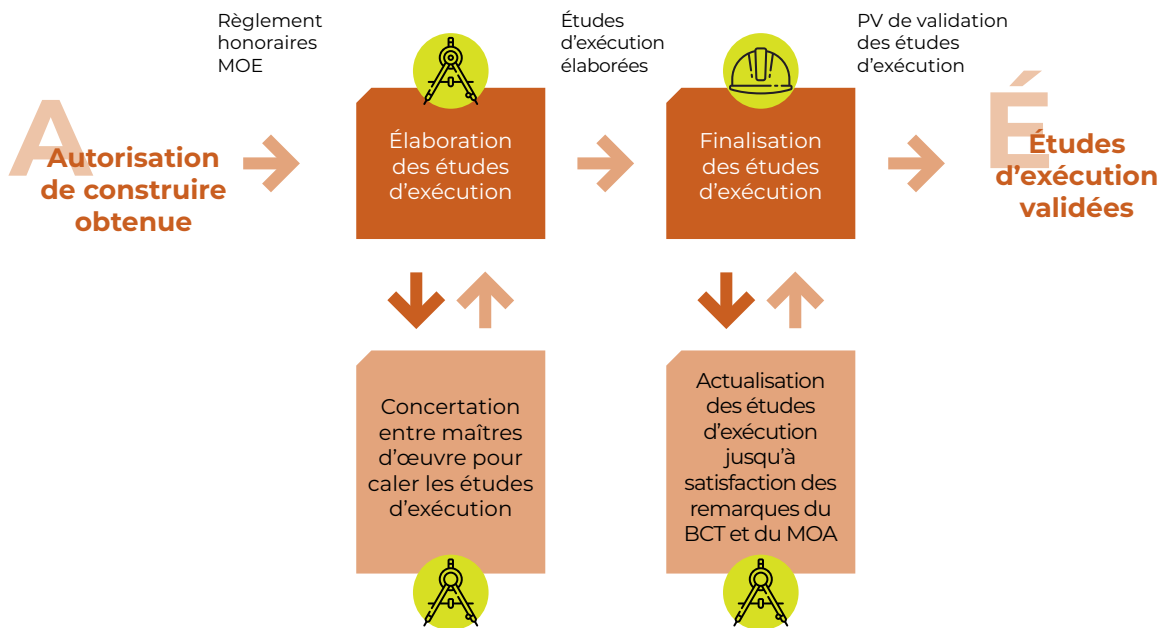 Règlement
honoraires
MOE
Études
d’exécution
élaborées
PV de validation
des études
d’exécution
A
Autorisation
de construire
obtenue
Élaboration
des études
d’exécution
Finalisation
des études
d’exécution
É
Études
d’exécution
validées
Concertation
entre maîtres
d’œuvre pour
caler les études
d’exécution
Actualisation
des études
d’exécution
jusqu’à
satisfaction des
remarques du
BCT et du MOA